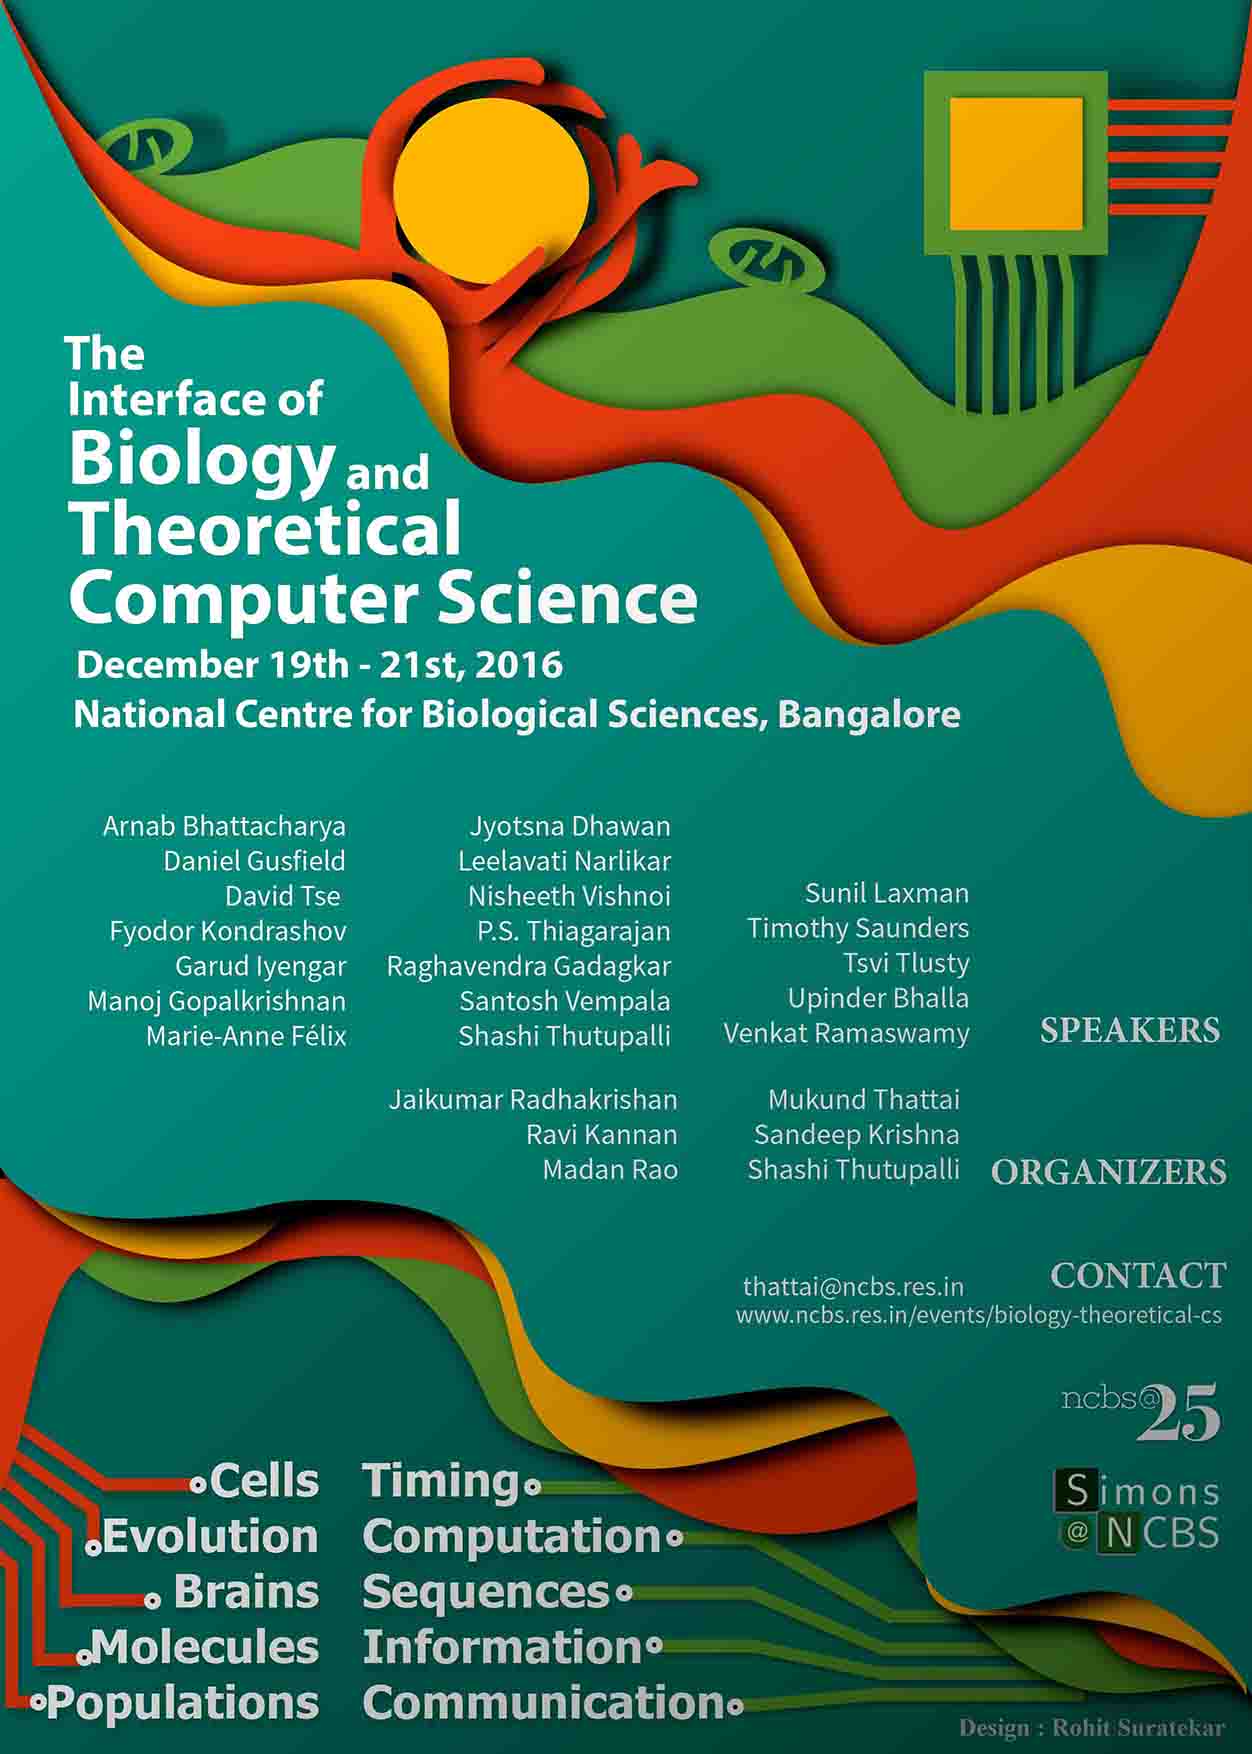 The
Interface of
Biology and
Theoretical
Computer Science
December 19th - 21st, 2016
National Centre for Biological Sciences, Bangalore
Arnab Bhattacharya
Daniel Gusfield
David Tse
Fyodor Kondrashov
Garud Iyengar
Manoj Gopalkrishnan
Marie-Anne Félix
Jyotsna Dhawan
Leelavati Narlikar
Nisheeth Vishnoi
P.S. Thiagarajan
Raghavendra Gadagkar
Santosh Vempala
Shashi Thutupalli
Sunil Laxman
Timothy Saunders
Tsvi Tlusty
Upinder Bhalla
Venkat Ramaswamy
SPEAKERS
Jaikumar Radhakrishan
Ravi Kannan
Madan Rao
Mukund Thattai
Sandeep Krishna
Shashi Thutupalli
ORGANIZERS
CONTACT
thattai@ncbs.res.in
www.ncbs.res.in/events/biology-theoretical-cs
ncbs@25
Simons
@NCBS
Cells
Evolution
Brains
Molecules
Populations
Timing
Computation
Sequences
Information
Communication
Design : Rohit Suratekar